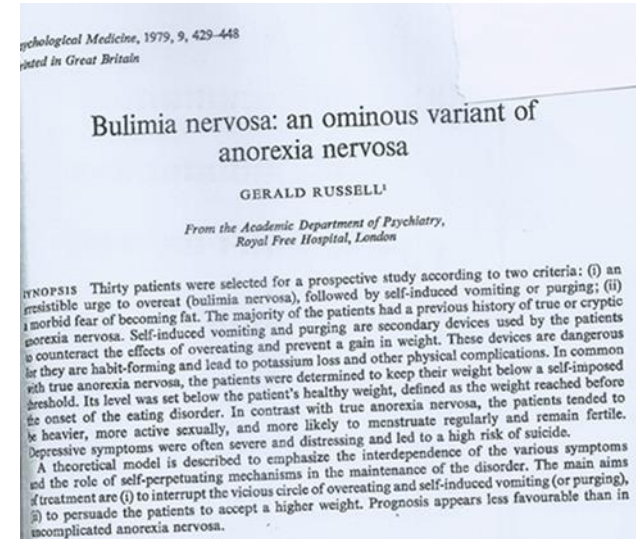 ychological Medicine, 1979, 9, 429–448
rinted in Great Britain
Bulimia nervosa: an ominous variant of
anorexia nervosa
GERALD RUSSELL¹
From the Academic Department of Psychiatry,
Royal Free Hospital, London
YNOPSIS Thirty patients were selected for a prospective study according to two criteria: (i) an
rresistible urge to overeat (bulimia nervosa), followed by self-induced vomiting or purging; (ii)
a morbid fear of becoming fat. The majority of the patients had a previous history of true or cryptic
norexia nervosa. Self-induced vomiting and purging are secondary devices used by the patients
o counteract the effects of overeating and prevent a gain in weight. These devices are dangerous
for they are habit-forming and lead to potassium loss and other physical complications. In common
with true anorexia nervosa, the patients were determined to keep their weight below a self-imposed
threshold. Its level was set below the patient's healthy weight, defined as the weight reached before
the onset of the eating disorder. In contrast with true anorexia nervosa, the patients tended to
be heavier, more active sexually, and more likely to menstruate regularly and remain fertile.
Depressive symptoms were often severe and distressing and led to a high risk of suicide.
A theoretical model is described to emphasize the interdependence of the various symptoms
and the role of self-perpetuating mechanisms in the maintenance of the disorder. The main aims
of treatment are (i) to interrupt the vicious circle of overeating and self-induced vomiting (or purging),
ii) to persuade the patients to accept a higher weight. Prognosis appears less favourable than in
ncomplicated anorexia nervosa.